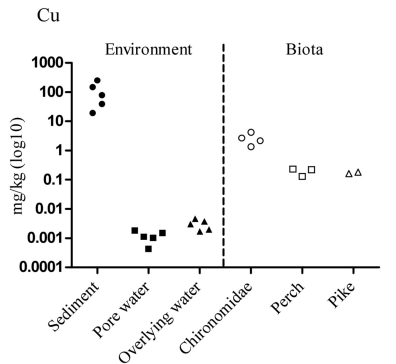 Cu
Environment
Biota
mg/kg (log10)
1000
100
10
1
0.1
0.01
0.001
0.0001
Sediment
Pore water
Overlying water
Chironomidae
Perch
Pike